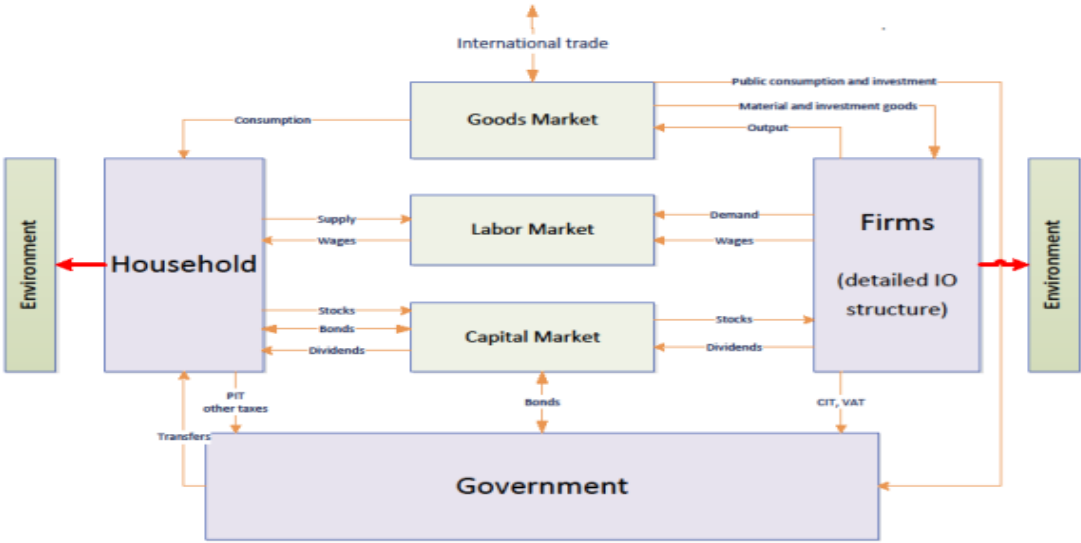 International trade
Public consumption and investment
Goods Market
Material and investment goods
Consumption
Output
Environment
Household
Supply
Wages
Labor Market
Demand
Wages
Firms
(detailed IO
structure)
Environment
Stocks
Bonds
Dividends
Capital Market
Stocks
Dividends
PIT
other taxes
Bonds
CIT, VAT
Transfers
Government